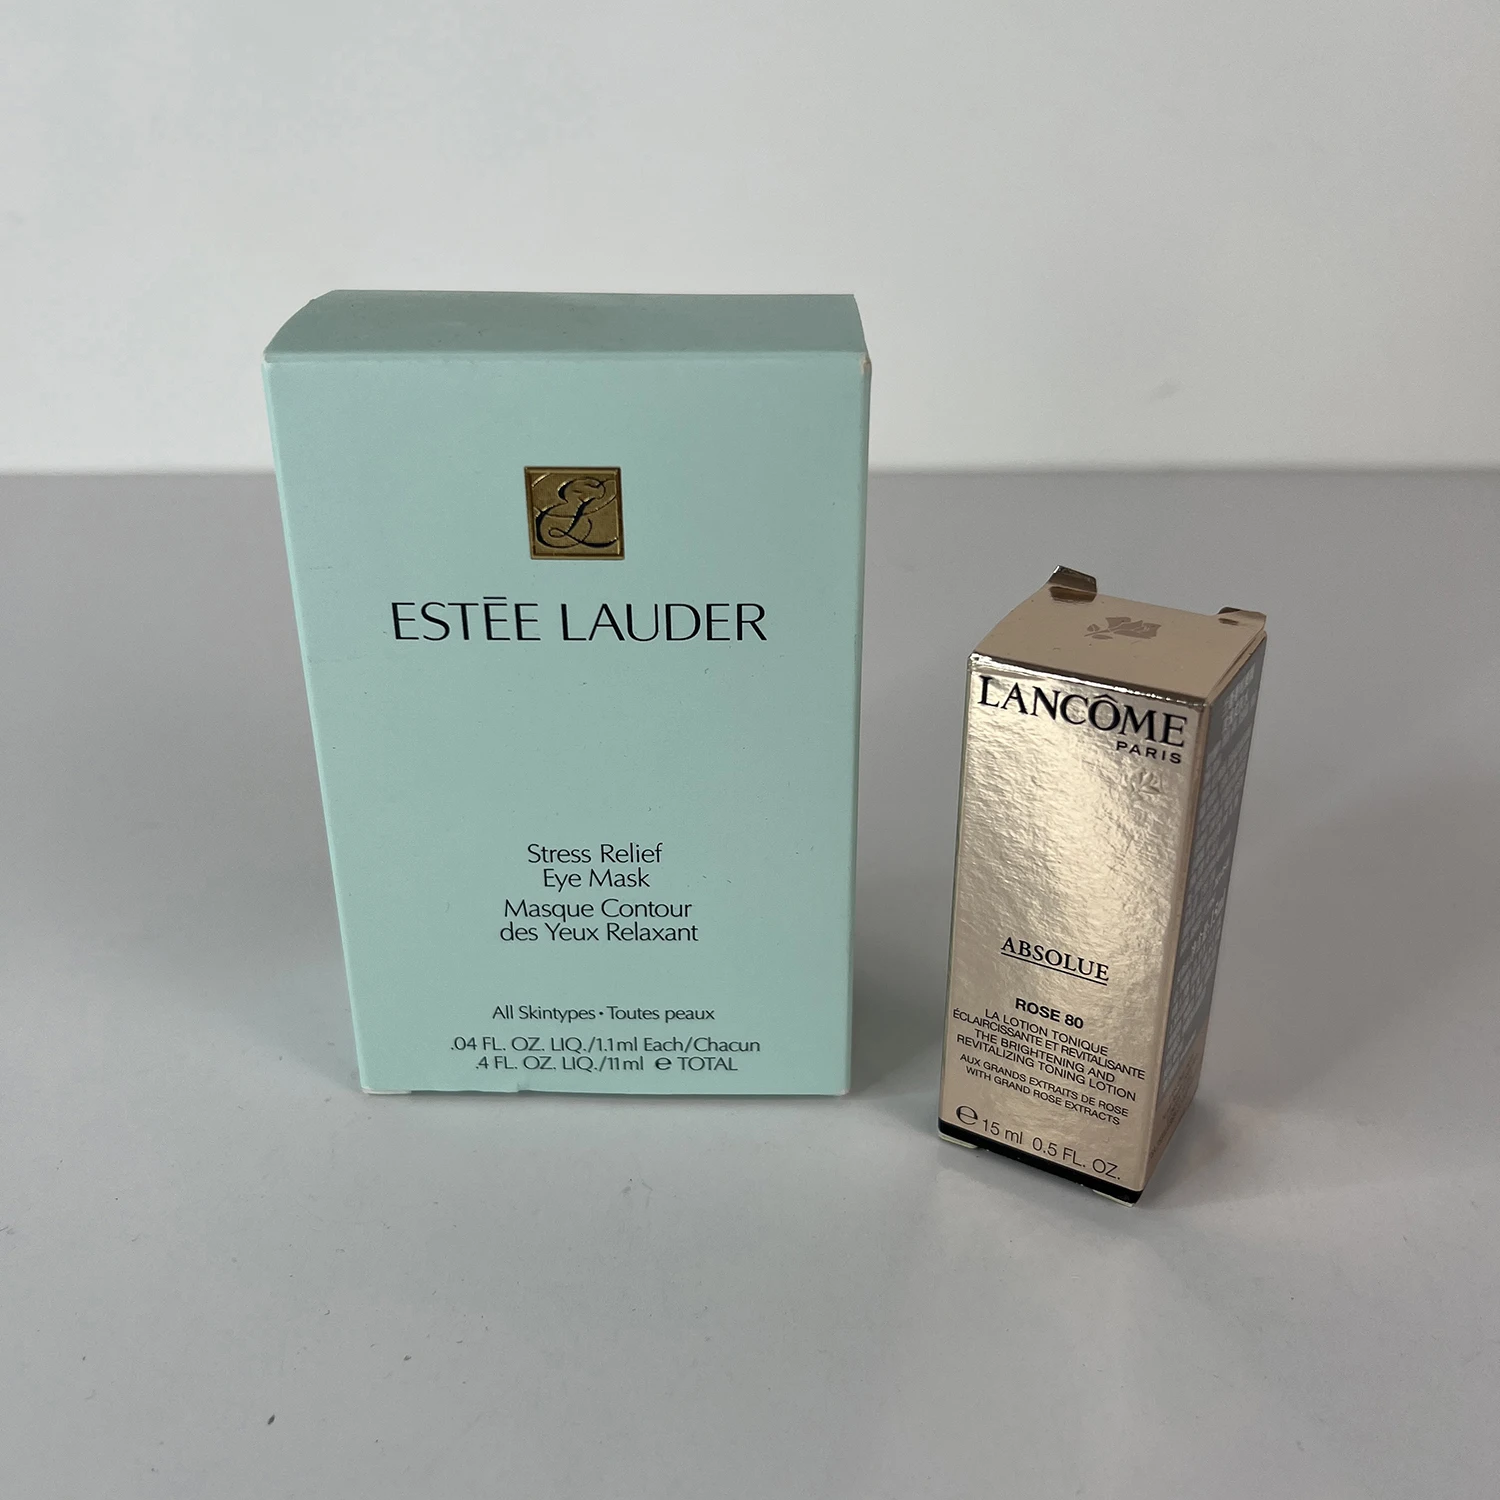 EL
ESTĒE LAUDER
Stress Relief
Eye Mask
Masque Contour
des Yeux Relaxant
All Skintypes • Toutes peaux
.04 FL. OZ. LIQ./1.1ml Each/Chacun
.4 FL. OZ. LIQ./11ml ℮ TOTAL
LANCÔME
PARIS
ABSOLUE
ROSE 80
LA LOTION TONIQUE
ÉCLAIRCISSANTE ET REVITALISANTE
THE BRIGHTENING AND
REVITALIZING TONING LOTION
AUX GRANDS EXTRAITS DE ROSE
WITH GRAND ROSE EXTRACTS
℮ 15 ml 0.5 FL. OZ.